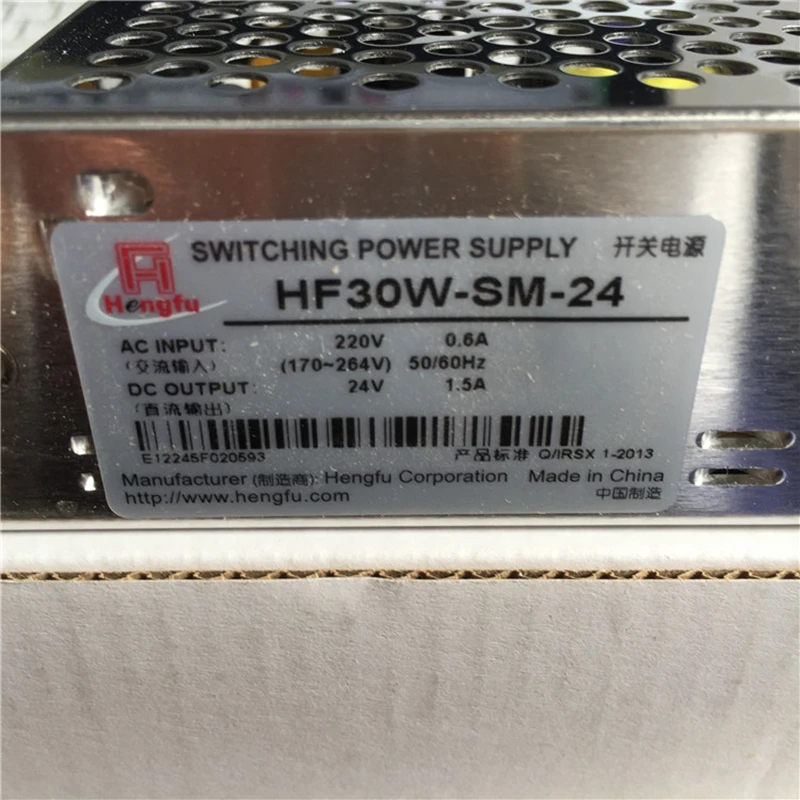 SWITCHING POWER SUPPLY 开关电源
Hengfu
HF30W-SM-24
AC INPUT: 220V 0.6A
(交流输入) (170~264V) 50/60Hz
DC OUTPUT: 24V 1.5A
(直流输出)
E12245F020593 产品标准 Q/IRSX 1-2013
Manufacturer (制造商): Hengfu Corporation Made in China
http://www.hengfu.com 中国制造